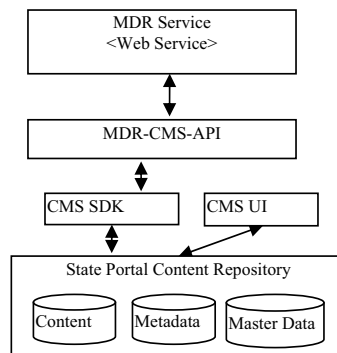 MDR Service
<Web Service>
MDR-CMS-API
CMS SDK
CMS UI
State Portal Content Repository
Content
Metadata
Master Data